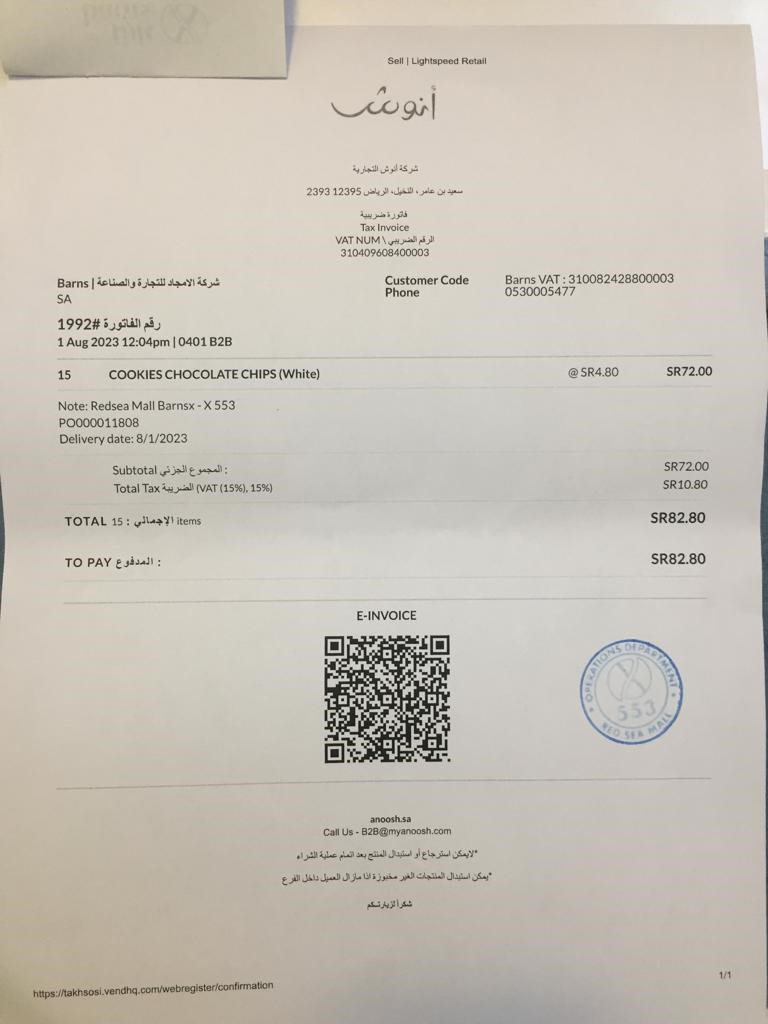 Sell | Lightspeed Retail
أنوش
شركة أنوش التجارية
سعيد بن عامر، النخيل، الرياض 12395 2393
فاتورة ضريبية
Tax Invoice
VAT NUM \ الرقم الضريبي
310409608400003
Barns | شركة الامجاد للتجارة والصناعة
SA
Customer Code
Barns VAT : 310082428800003
Phone
0530005477
رقم الفاتورة #1992
1 Aug 2023 12:04pm | 0401 B2B
15 COOKIES CHOCOLATE CHIPS (White) @ SR4.80 SR72.00
Note: Redsea Mall Barnsx - X 553
PO000011808
Delivery date: 8/1/2023
Subtotal المجموع الجزئي : SR72.00
Total Tax الضريبة (VAT (15%), 15%) SR10.80
TOTAL الإجمالي : 15 items SR82.80
TO PAY المدفوع : SR82.80
E-INVOICE
OPERATIONS DEPARTMENT
553
RED SEA MALL
anoosh.sa
Call Us - B2B@myanoosh.com
*لايمكن استرجاع أو استبدال المنتج بعد اتمام عملية الشراء
*يمكن استبدال المنتجات الغير مخبوزة اذا مازال العميل داخل الفرع
شكرا لزيارتكم
1/1
https://takhsosi.vendhq.com/webregister/confirmation